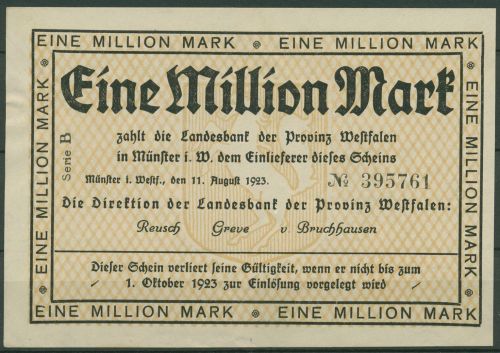 EINE MILLION MARK EINE MILLION MARK
EINE MILLION MARK
EINE MILLION MARK
Eine Million Mark
zahlt die Landesbank der Provinz Westfalen
in Münster i. W. dem Einlieferer dieses Scheins
Serie B
Münster i. Westf., den 11. August 1923.
№ 395761
Die Direktion der Landesbank der Provinz Westfalen:
Reusch Greve v Bruchhausen
Dieser Schein verliert seine Gültigkeit, wenn er nicht bis zum
1. Oktober 1923 zur Einlösung vorgelegt wird
EINE MILLION MARK EINE MILLION MARK